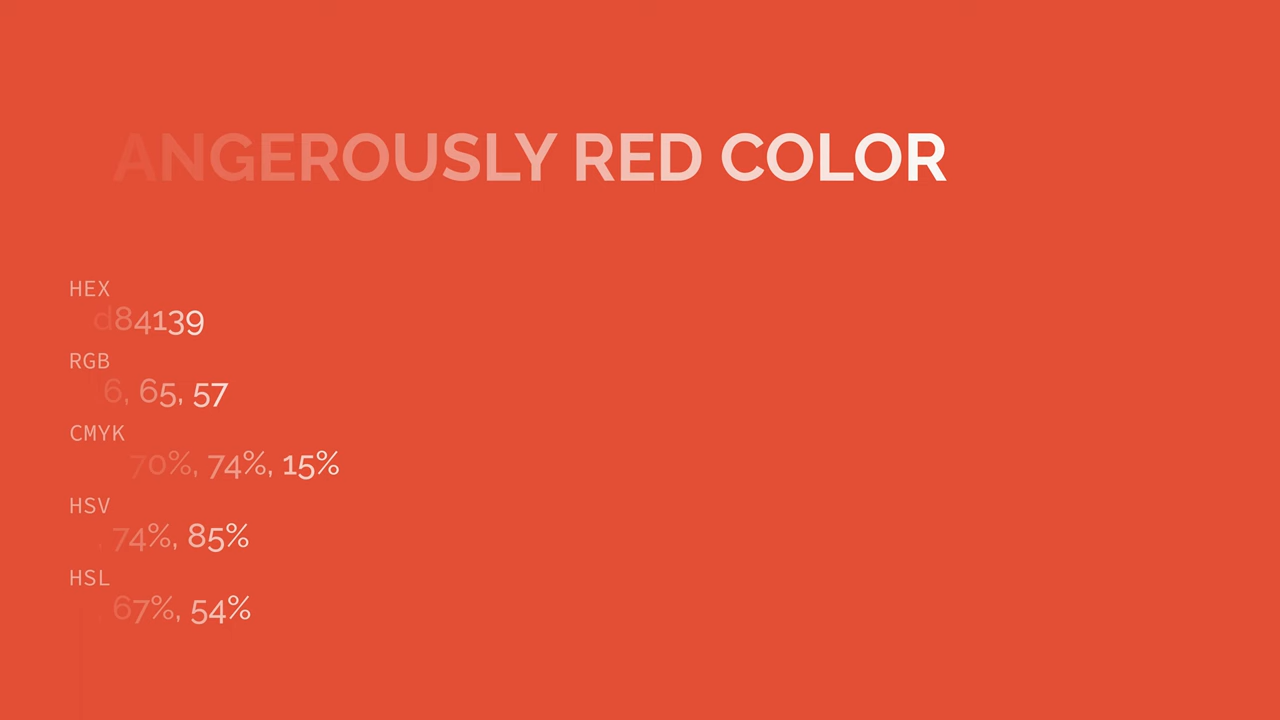 ANGEROUSLY RED COLOR
HEX
d84139
RGB
6, 65, 57
CMYK
70%, 74%, 15%
HSV
, 74%, 85%
HSL
67%, 54%